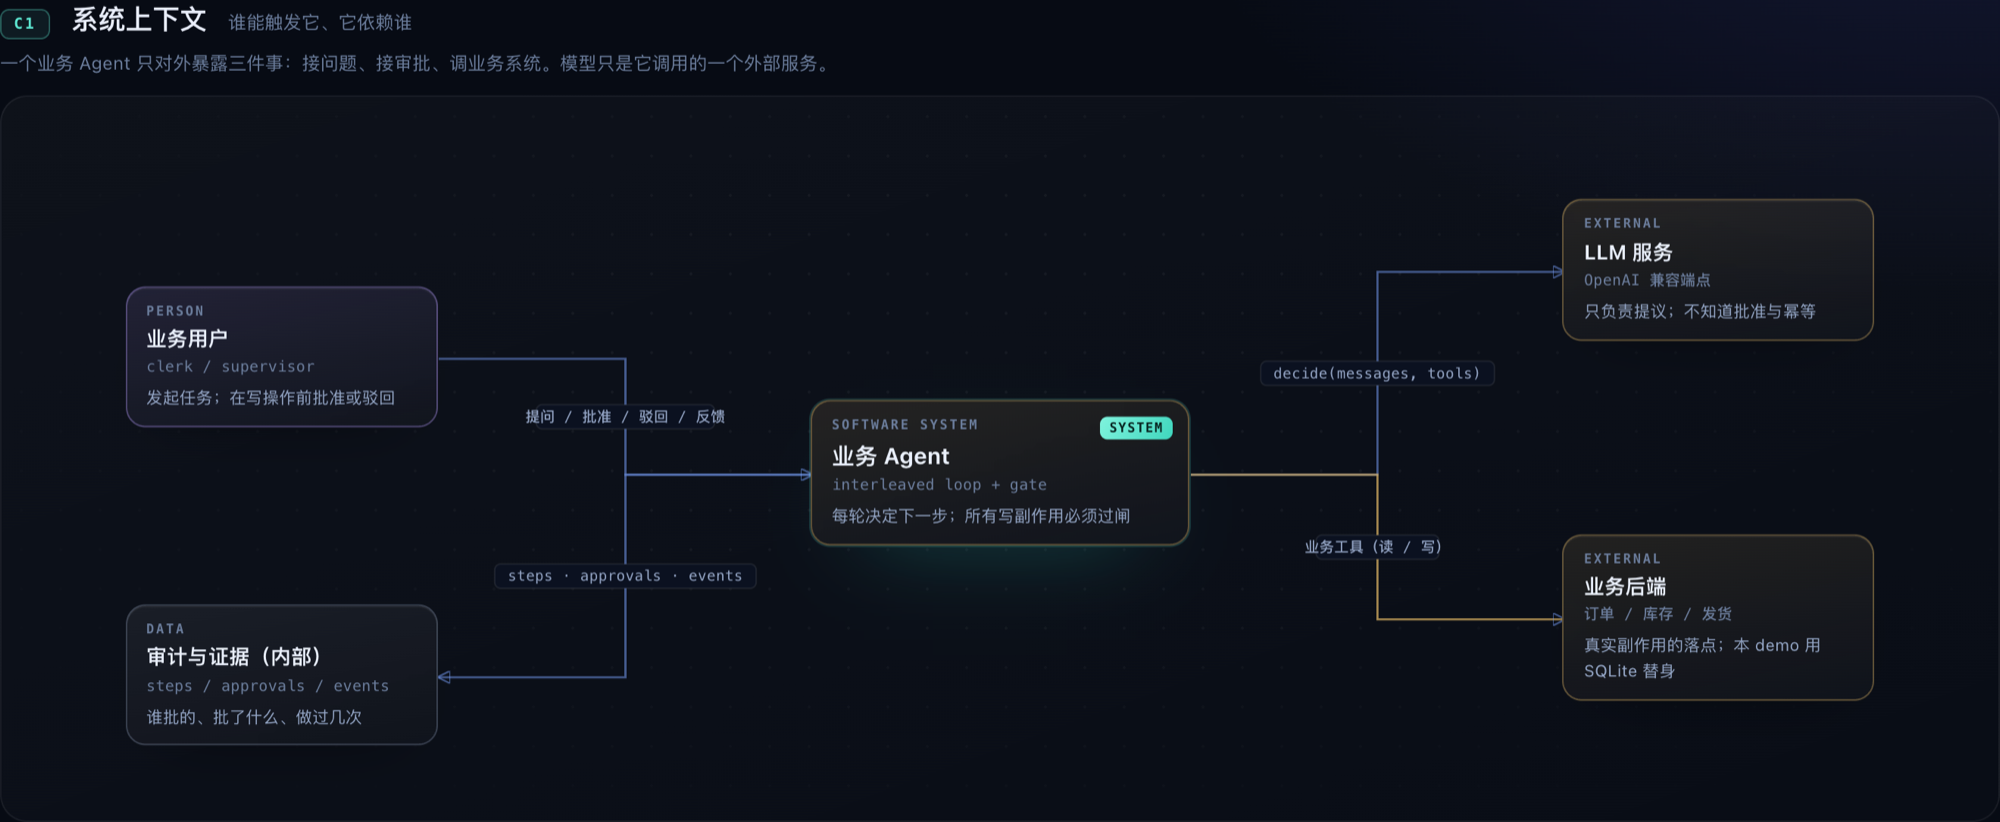 C1 系统上下文 谁能触发它、它依赖谁
一个业务 Agent 只对外暴露三件事：接问题、接审批、调业务系统。模型只是它调用的一个外部服务。
PERSON
业务用户
clerk / supervisor
发起任务；在写操作前批准或驳回
提问 / 批准 / 驳回 / 反馈
steps · approvals · events
DATA
审计与证据（内部）
steps / approvals / events
谁批的、批了什么、做过几次
SOFTWARE SYSTEM
SYSTEM
业务 Agent
interleaved loop + gate
每轮决定下一步；所有写副作用必须过闸
decide(messages, tools)
业务工具（读 / 写）
EXTERNAL
LLM 服务
OpenAI 兼容端点
只负责提议；不知道批准与幂等
EXTERNAL
业务后端
订单 / 库存 / 发货
真实副作用的落点；本 demo 用
SQLite 替身